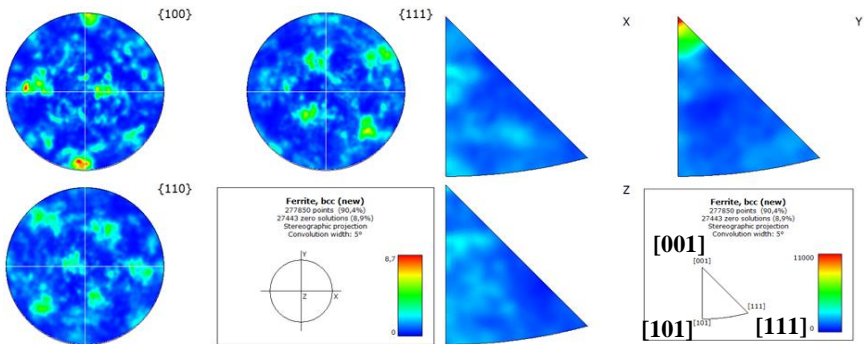 {100}
{111}
X
Y
{110}
Ferrite, bcc (new)
277850 points (90,4%)
27443 zero solutions (8,9%)
Stereographic projection
Convolution width: 5º
8,7
0
Y
Z
X
Z
Ferrite, bcc (new)
277850 points (90,4%)
27443 zero solutions (8,9%)
Stereographic projection
Convolution width: 5º
11000
0
[001]
[001]
[111]
[101]
[101]
[111]